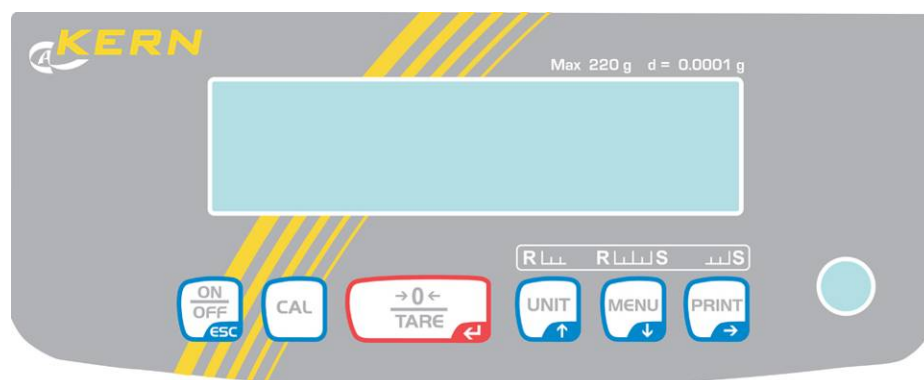 KERN
Max 220 g d = 0.0001 g
R R S S
ON
OFF
ESC
CAL
→0←
TARE
UNIT
MENU
PRINT